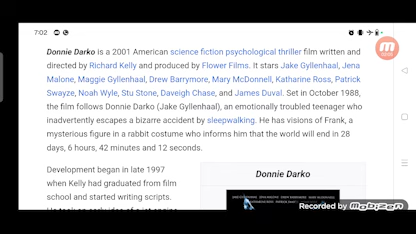 7:02
Donnie Darko is a 2001 American science fiction psychological thriller film written and
directed by Richard Kelly and produced by Flower Films. It stars Jake Gyllenhaal, Jena
Malone, Maggie Gyllenhaal, Drew Barrymore, Mary McDonnell, Katharine Ross, Patrick
Swayze, Noah Wyle, Stu Stone, Daveigh Chase, and James Duval. Set in October 1988,
the film follows Donnie Darko (Jake Gyllenhaal), an emotionally troubled teenager who
inadvertently escapes a bizarre accident by sleepwalking. He has visions of Frank, a
mysterious figure in a rabbit costume who informs him that the world will end in 28
days, 6 hours, 42 minutes and 12 seconds.
Development began in late 1997
when Kelly had graduated from film
school and started writing scripts.
Donnie Darko
Recorded by mobizen